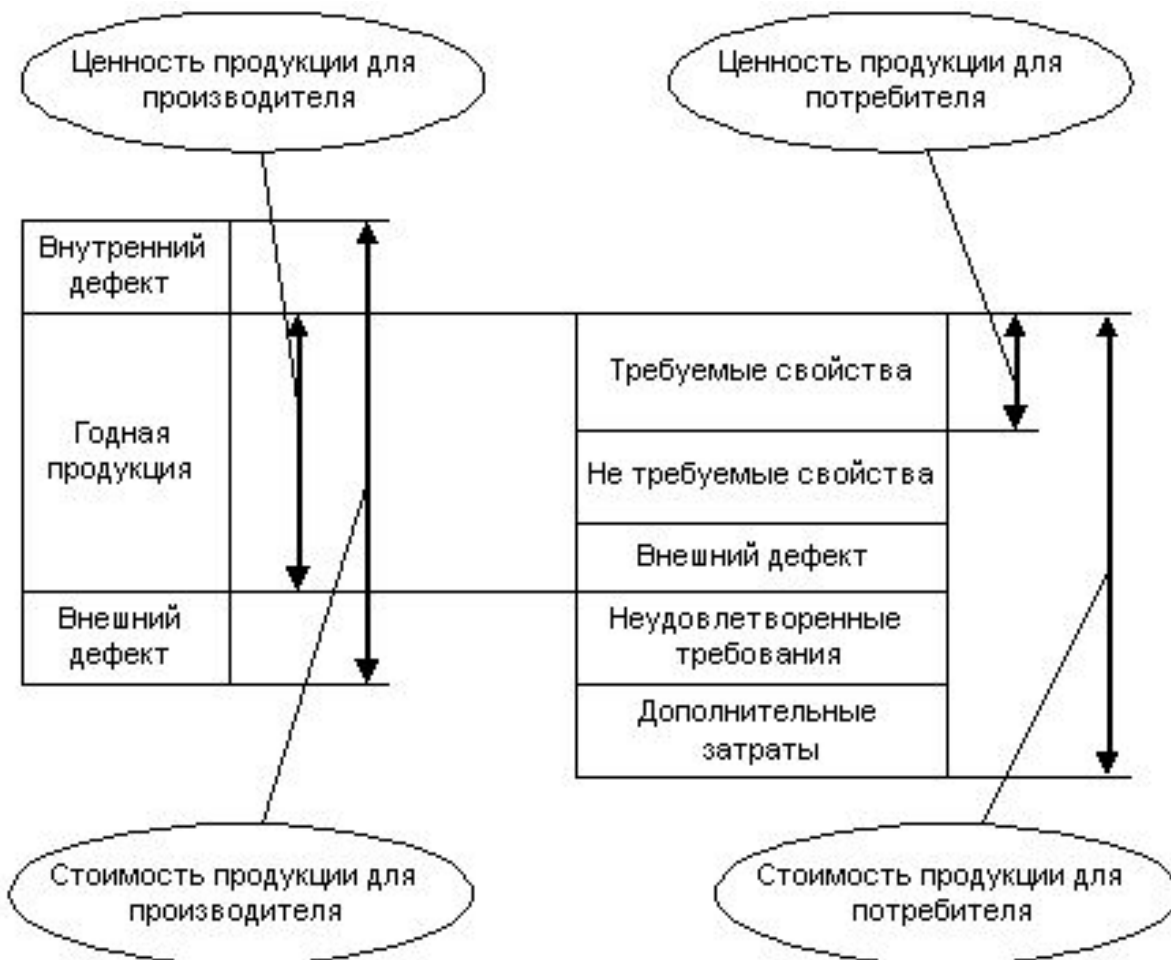 Ценность продукции для
производителя
Ценность продукции для
потребителя
Внутренний
дефект
Годная
продукция
Внешний
дефект
Требуемые свойства
Не требуемые свойства
Внешний дефект
Неудовлетворенные
требования
Дополнительные
затраты
Стоимость продукции для
производителя
Стоимость продукции для
потребителя